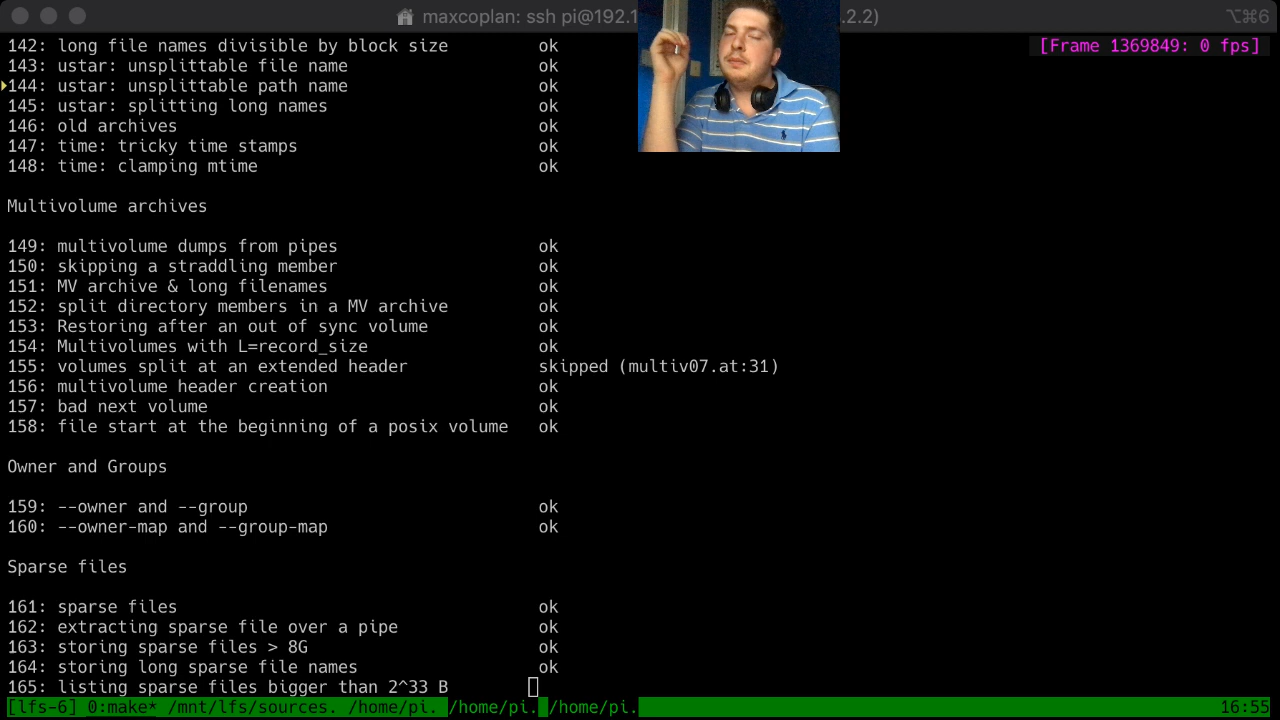 maxcoplan: ssh pi@192.1 .2.2) ⌥⌘6
142: long file names divisible by block size ok [Frame 1369849: 0 fps]
143: ustar: unsplittable file name ok
144: ustar: unsplittable path name ok
145: ustar: splitting long names ok
146: old archives ok
147: time: tricky time stamps ok
148: time: clamping mtime ok
Multivolume archives
149: multivolume dumps from pipes ok
150: skipping a straddling member ok
151: MV archive & long filenames ok
152: split directory members in a MV archive ok
153: Restoring after an out of sync volume ok
154: Multivolumes with L=record_size ok
155: volumes split at an extended header skipped (multiv07.at:31)
156: multivolume header creation ok
157: bad next volume ok
158: file start at the beginning of a posix volume ok
Owner and Groups
159: --owner and --group ok
160: --owner-map and --group-map ok
Sparse files
161: sparse files ok
162: extracting sparse file over a pipe ok
163: storing sparse files > 8G ok
164: storing long sparse file names ok
165: listing sparse files bigger than 2^33 B
[lfs-6] 0:make* /mnt/lfs/sources. /home/pi. /home/pi. /home/pi. 16:55